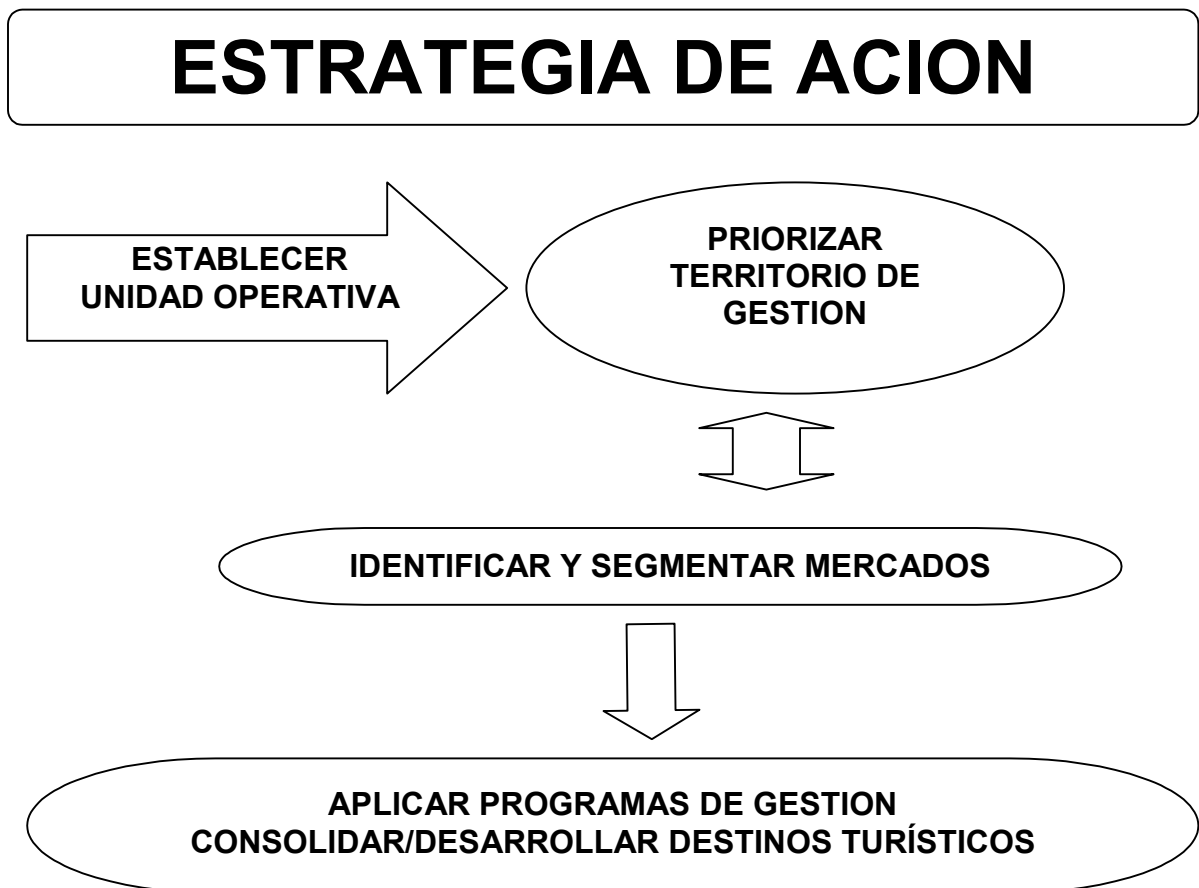 ESTRATEGIA DE ACION
ESTABLECER
UNIDAD OPERATIVA
PRIORIZAR
TERRITORIO DE
GESTION
IDENTIFICAR Y SEGMENTAR MERCADOS
APLICAR PROGRAMAS DE GESTION
CONSOLIDAR/DESARROLLAR DESTINOS TURÍSTICOS